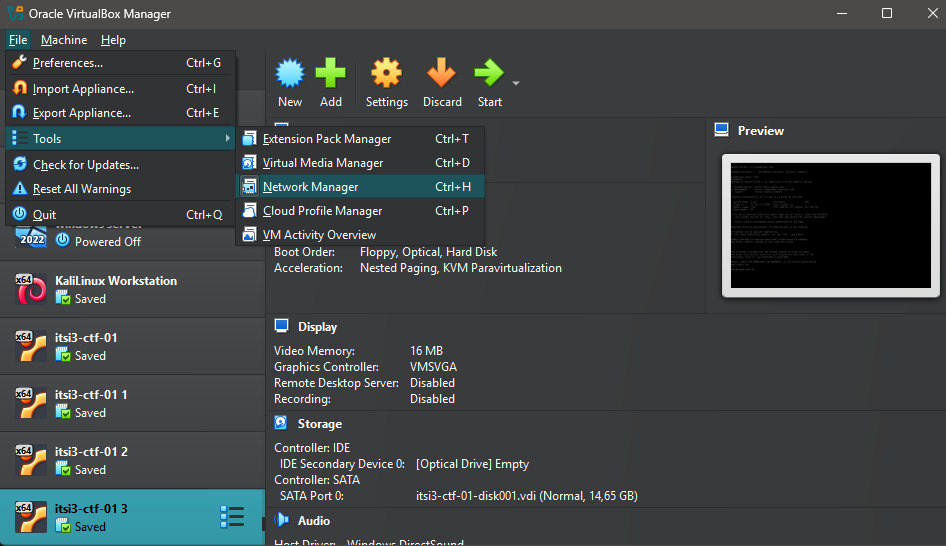 Oracle VirtualBox Manager
File Machine Help
Preferences... Ctrl+G
Import Appliance... Ctrl+I
Export Appliance... Ctrl+E
Tools
Check for Updates...
Reset All Warnings
Quit Ctrl+Q
Extension Pack Manager Ctrl+T
Virtual Media Manager Ctrl+D
Network Manager Ctrl+H
Cloud Profile Manager Ctrl+P
VM Activity Overview
New Add Settings Discard Start
Preview
2022
Powered Off
x64
KaliLinux Workstation
Saved
x64
itsi3-ctf-01
Saved
x64
itsi3-ctf-01 1
Saved
x64
itsi3-ctf-01 2
Saved
x64
itsi3-ctf-01 3
Saved
Boot Order: Floppy, Optical, Hard Disk
Acceleration: Nested Paging, KVM Paravirtualization
Display
Video Memory: 16 MB
Graphics Controller: VMSVGA
Remote Desktop Server: Disabled
Recording: Disabled
Storage
Controller: IDE
IDE Secondary Device 0: [Optical Drive] Empty
Controller: SATA
SATA Port 0: itsi3-ctf-01-disk001.vdi (Normal, 14,65 GB)
Audio
Host Driver: Windows DirectSound